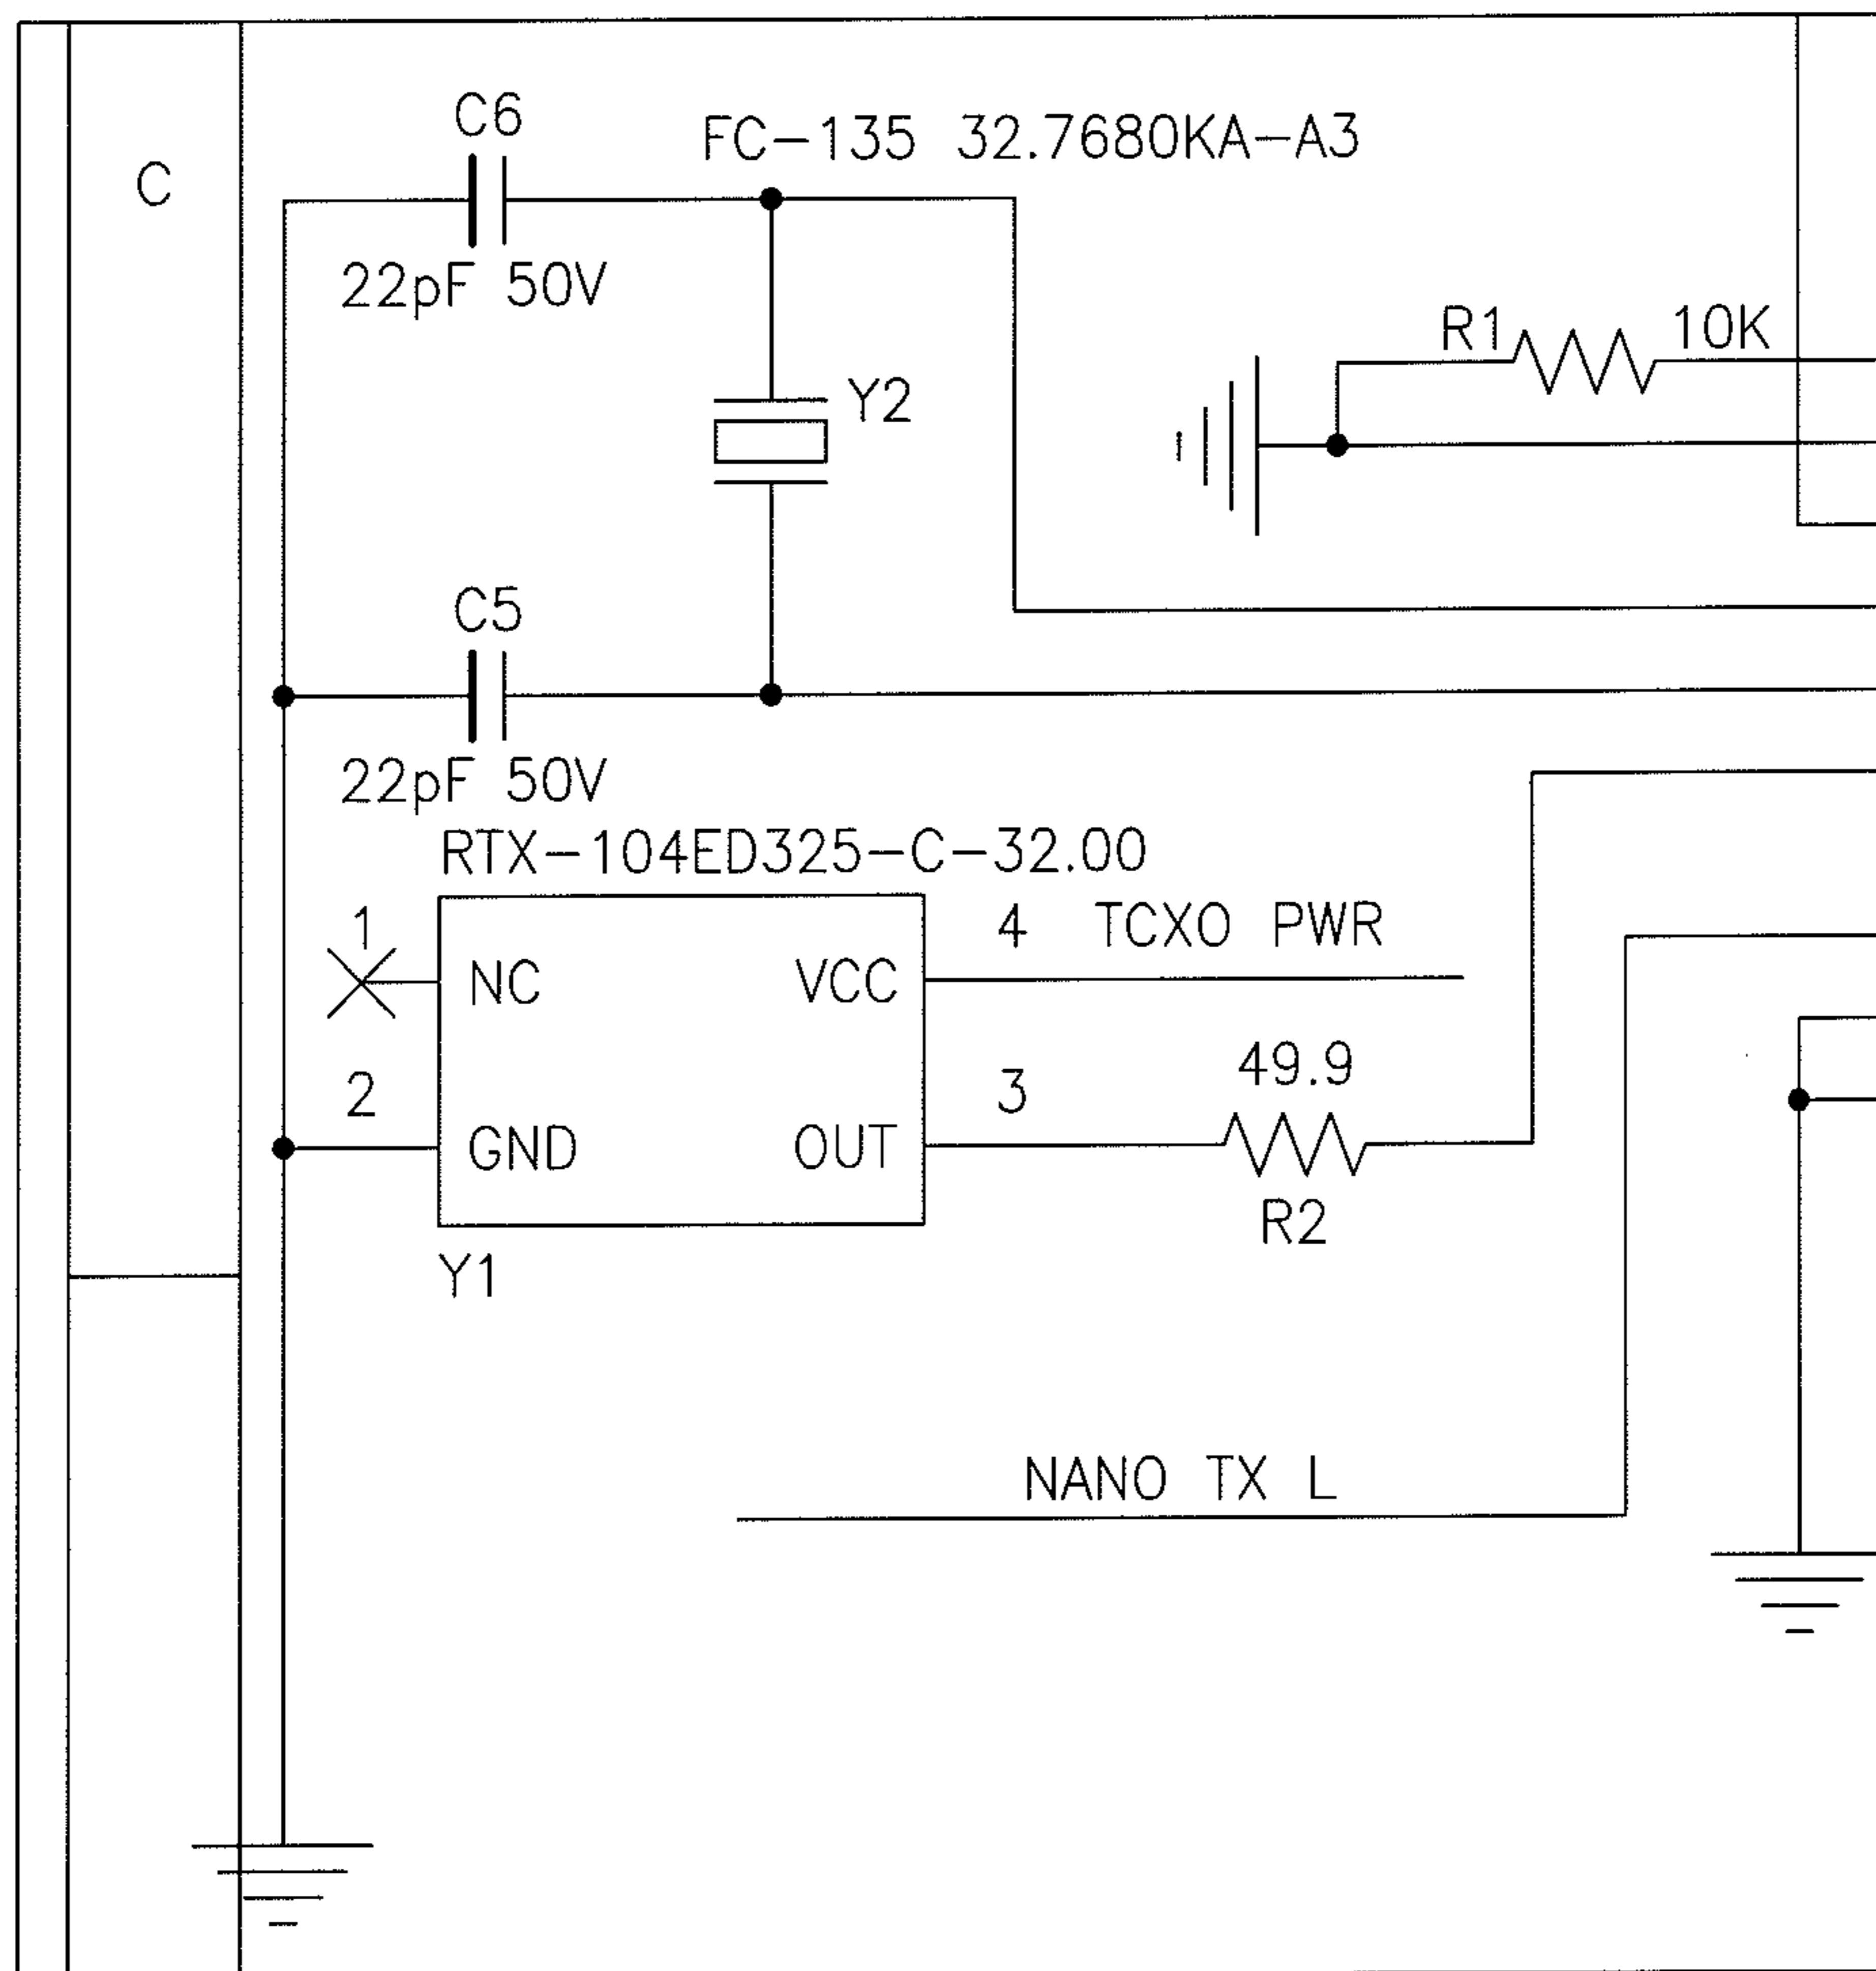 C6
FC-135 32.7680KA-A3
C
22pF 50V
R1
10K
Y2
C5
22pF 50V
RTX-104ED325-C-32.00
1
4
TCXO PWR
NC
VCC
49.9
2
3
GND
OUT
R2
Y1
NANO TX L